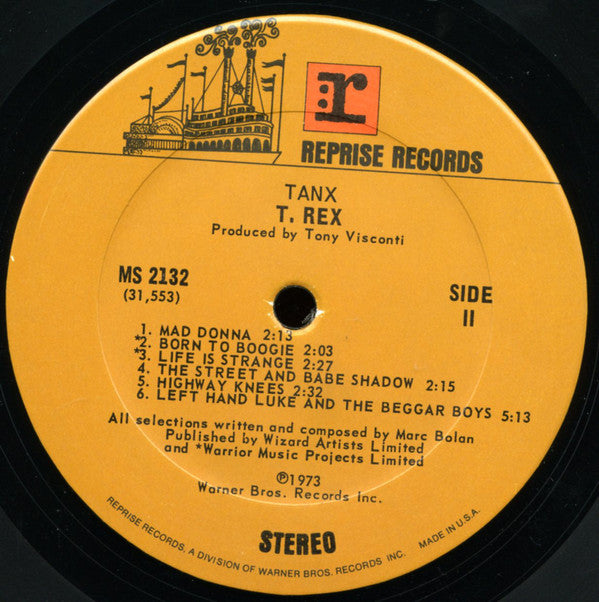 r
REPRISE RECORDS
TANX
T. REX
Produced by Tony Visconti
MS 2132
(31,553)
SIDE
II
1. MAD DONNA 2:13
*2. BORN TO BOOGIE 2:03
*3. LIFE IS STRANGE 2:27
4. THE STREET AND BABE SHADOW 2:15
5. HIGHWAY KNEES 2:32
6. LEFT HAND LUKE AND THE BEGGAR BOYS 5:13
All selections written and composed by Marc Bolan
Published by Wizard Artists Limited
and *Warrior Music Projects Limited
℗1973
Warner Bros. Records Inc.
STEREO
REPRISE RECORDS, A DIVISION OF WARNER BROS. RECORDS INC. MADE IN U.S.A.